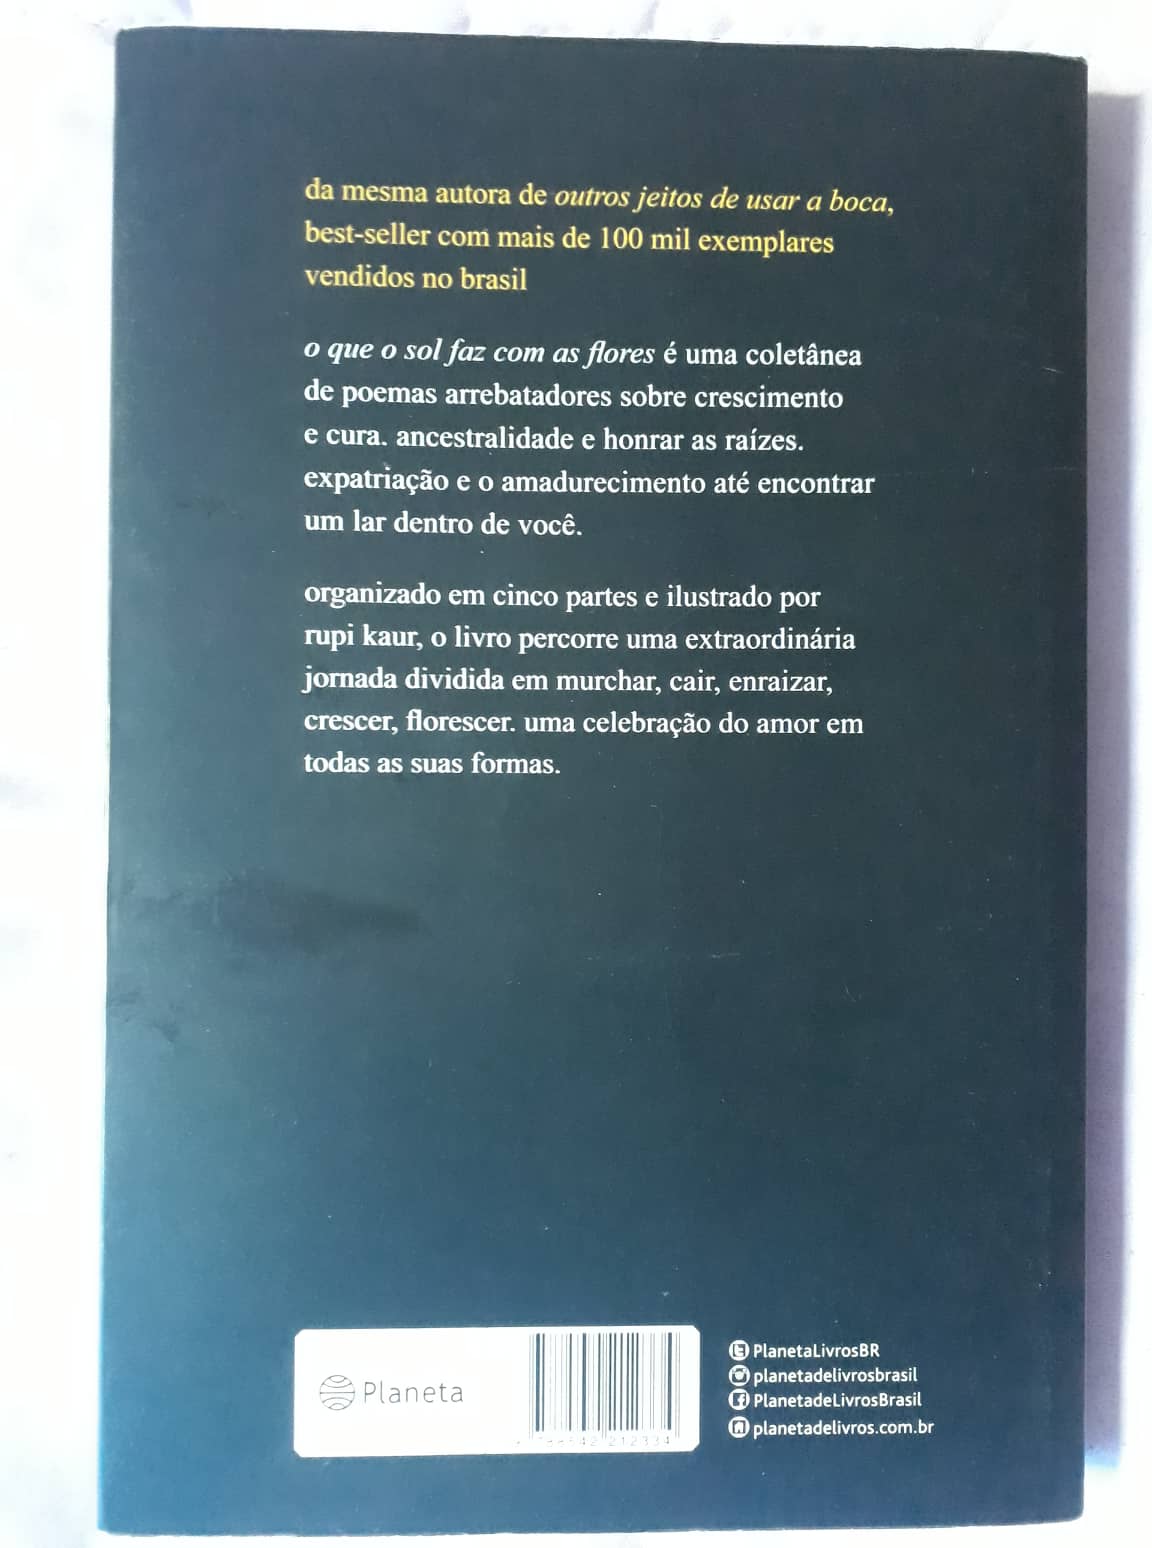 da mesma autora de outros jeitos de usar a boca,
best-seller com mais de 100 mil exemplares
vendidos no brasil
o que o sol faz com as flores é uma coletânea
de poemas arrebatadores sobre crescimento
e cura. ancestralidade e honrar as raízes.
expatriação e o amadurecimento até encontrar
um lar dentro de você.
organizado em cinco partes e ilustrado por
rupi kaur, o livro percorre uma extraordinária
jornada dividida em murchar, cair, enraizar,
crescer, florescer. uma celebração do amor em
todas as suas formas.
Planeta
PlanetaLivrosBR
planetadelivrosbrasil
PlanetadeLivrosBrasil
planetadelivros.com.br